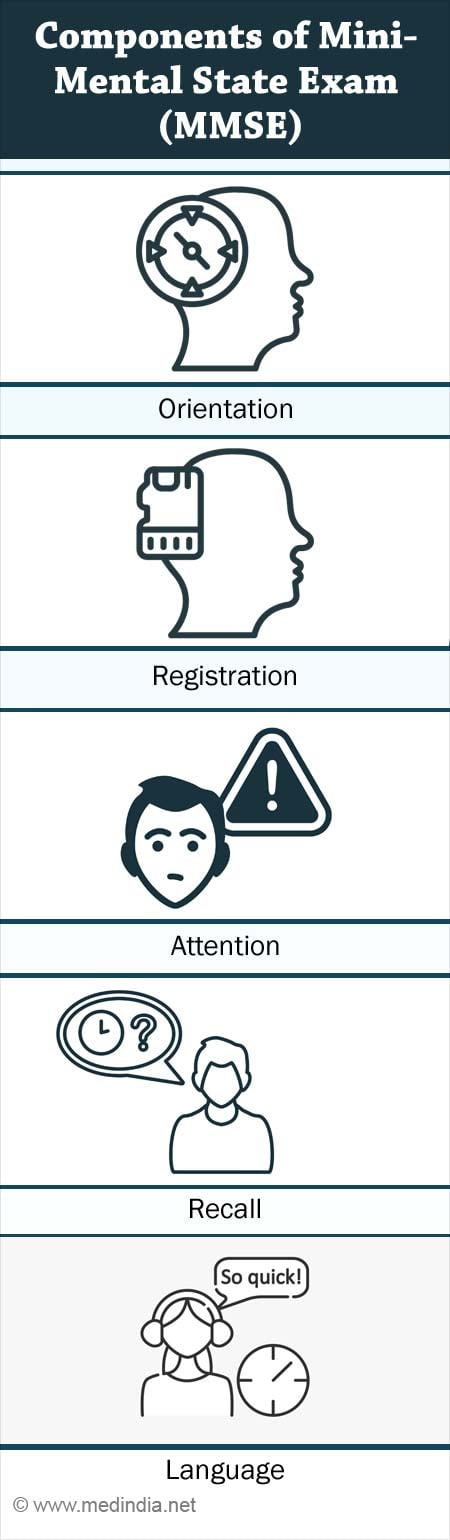 Components of Mini-
Mental State Exam
(MMSE)
Orientation
Registration
Attention
?
Recall
So quick!
Language
© www.medindia.net